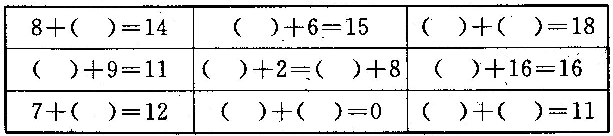 8+( )=14 ( )+6=15 ( )+( )=18
( )+9=11 ( )+2=( )+8 ( )+16=16
7+( )=12 ( )+( )=0 ( )+( )=11